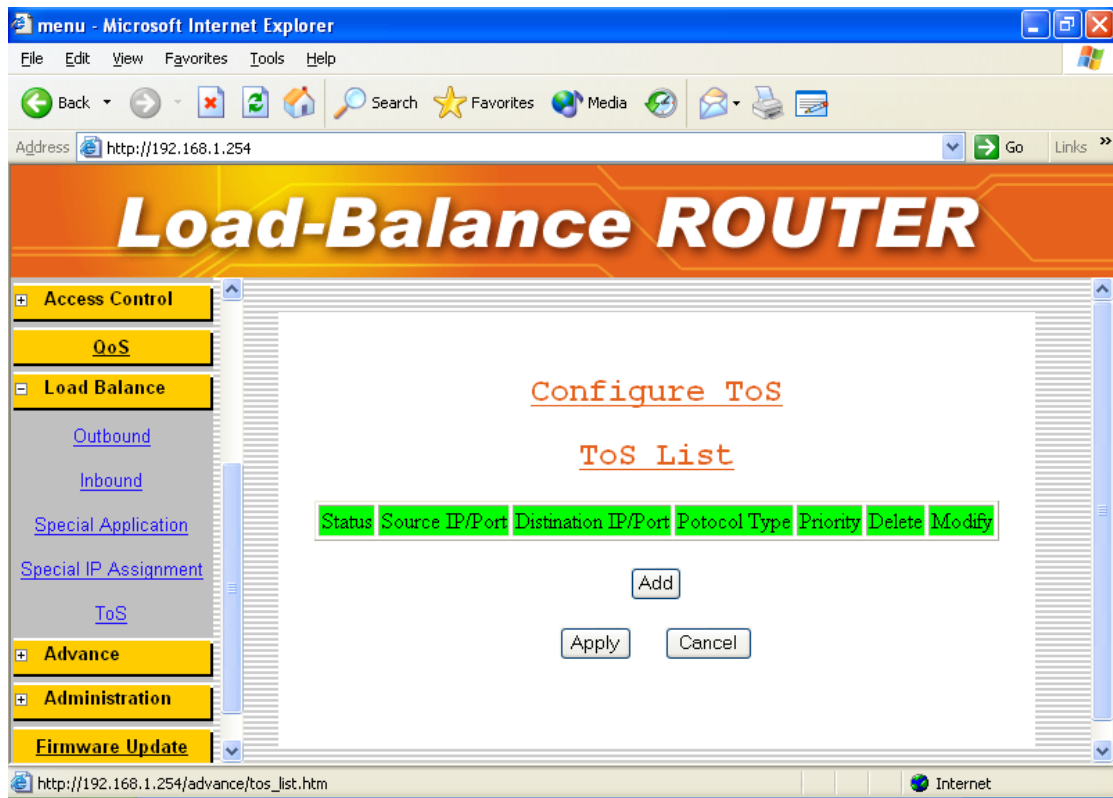 menu - Microsoft Internet Explorer
File Edit View Favorites Tools Help
Back Search Favorites Media
Address http://192.168.1.254 Go Links »
Load-Balance ROUTER
Access Control
QoS
Load Balance
Outbound
Inbound
Special Application
Special IP Assignment
ToS
Advance
Administration
Firmware Update
Configure ToS
ToS List
Status Source IP/Port Distination IP/Port Potocol Type Priority Delete Modify
Add
Apply Cancel
http://192.168.1.254/advance/tos_list.htm Internet